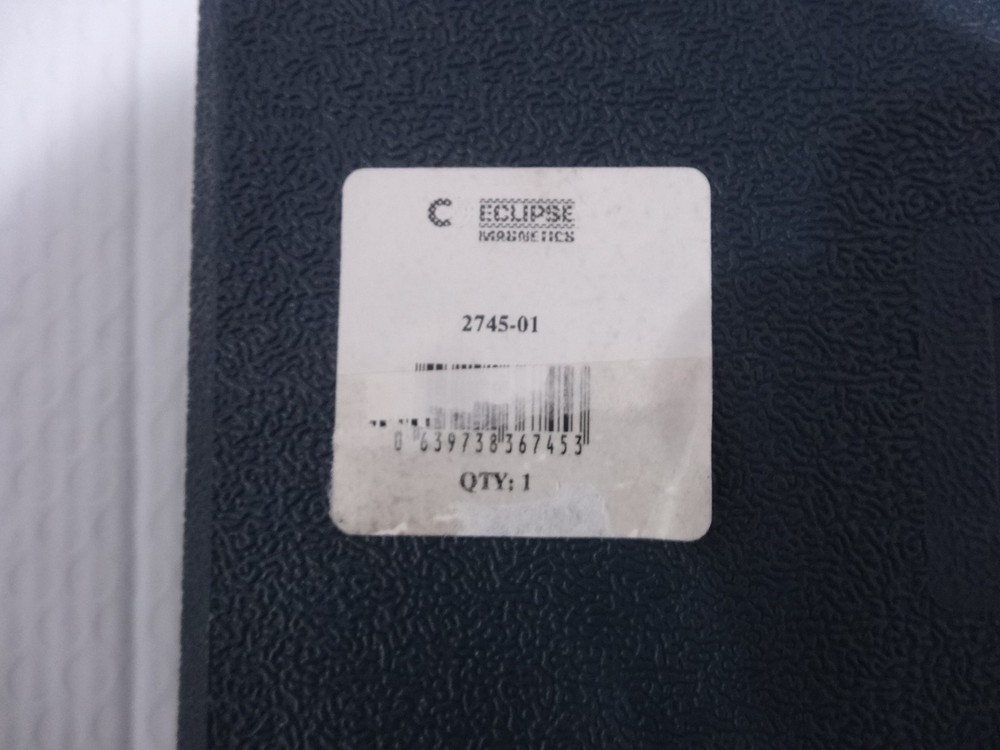 C ECLIPSE
MAGNETICS
2745-01
0 639738 367453
QTY: 1